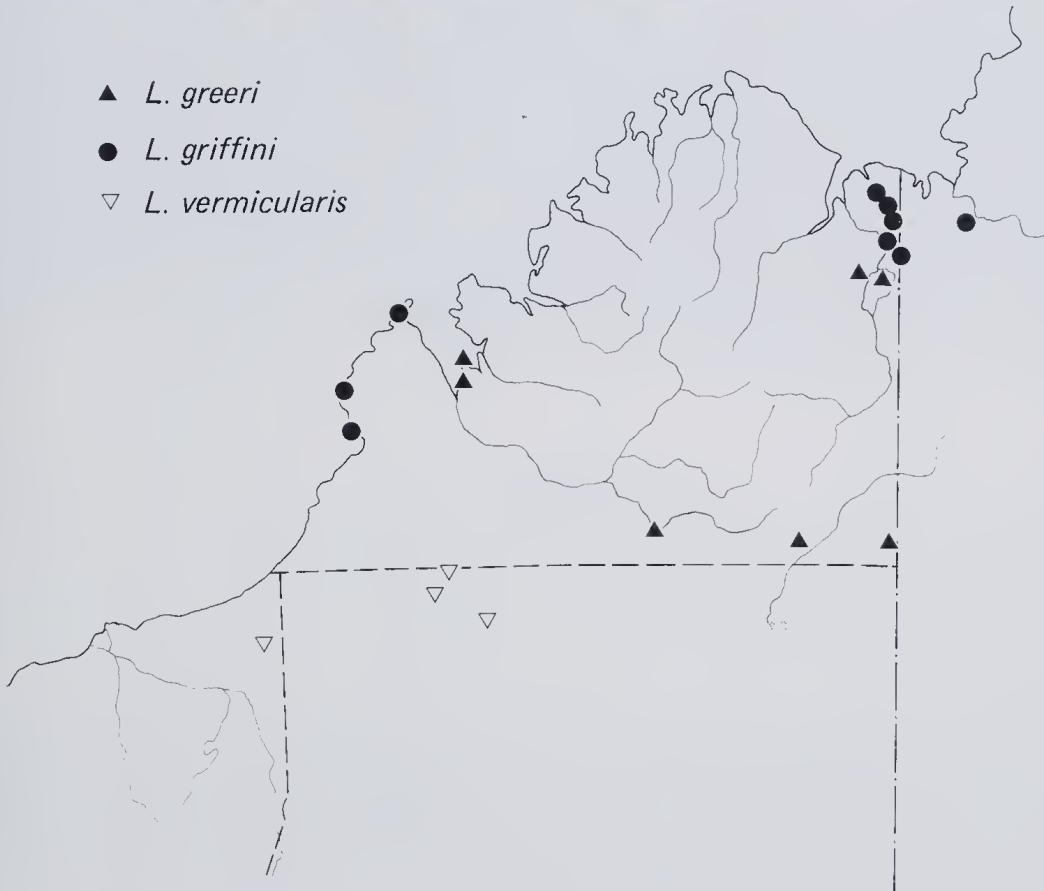 ▲ L. greeri
● L. griffini
▽ L. vermicularis